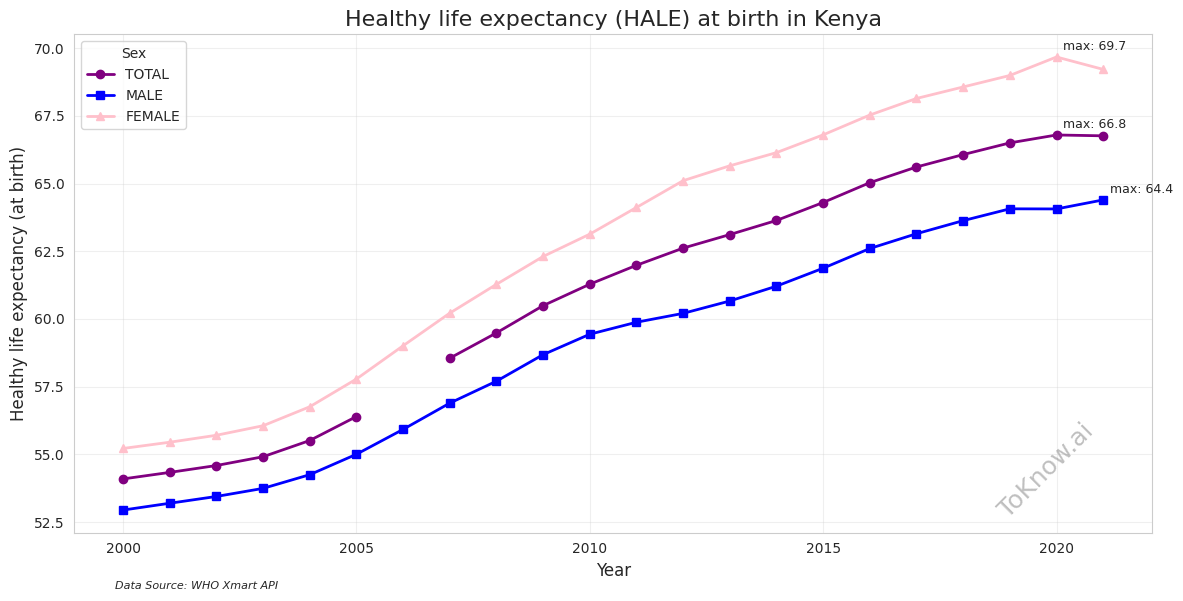 Healthy life expectancy (HALE) at birth in Kenya
Sex
TOTAL
MALE
FEMALE
max: 69.7
max: 66.8
max: 64.4
Healthy life expectancy (at birth)
70.0
67.5
65.0
62.5
60.0
57.5
55.0
52.5
2000
2005
2010
2015
2020
Year
ToKnow.ai
Data Source: WHO Xmart API